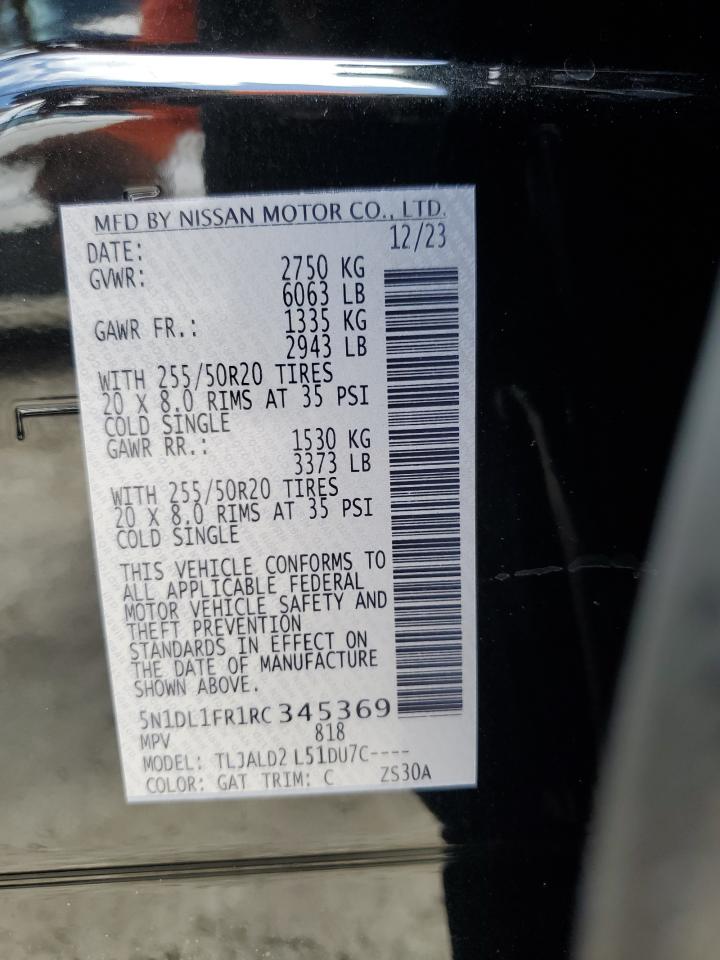 MFD BY NISSAN MOTOR CO., LTD.
DATE: 12/23
GVWR: 2750 KG
6063 LB
GAWR FR.: 1335 KG
2943 LB
WITH 255/50R20 TIRES
20 X 8.0 RIMS AT 35 PSI
COLD SINGLE
GAWR RR.: 1530 KG
3373 LB
WITH 255/50R20 TIRES
20 X 8.0 RIMS AT 35 PSI
COLD SINGLE
THIS VEHICLE CONFORMS TO
ALL APPLICABLE FEDERAL
MOTOR VEHICLE SAFETY AND
THEFT PREVENTION
STANDARDS IN EFFECT ON
THE DATE OF MANUFACTURE
SHOWN ABOVE.
5N1DL1FR1RC345369
MPV 818
MODEL: TLJALD2 L51DU7C----
COLOR: GAT TRIM: C ZS30A